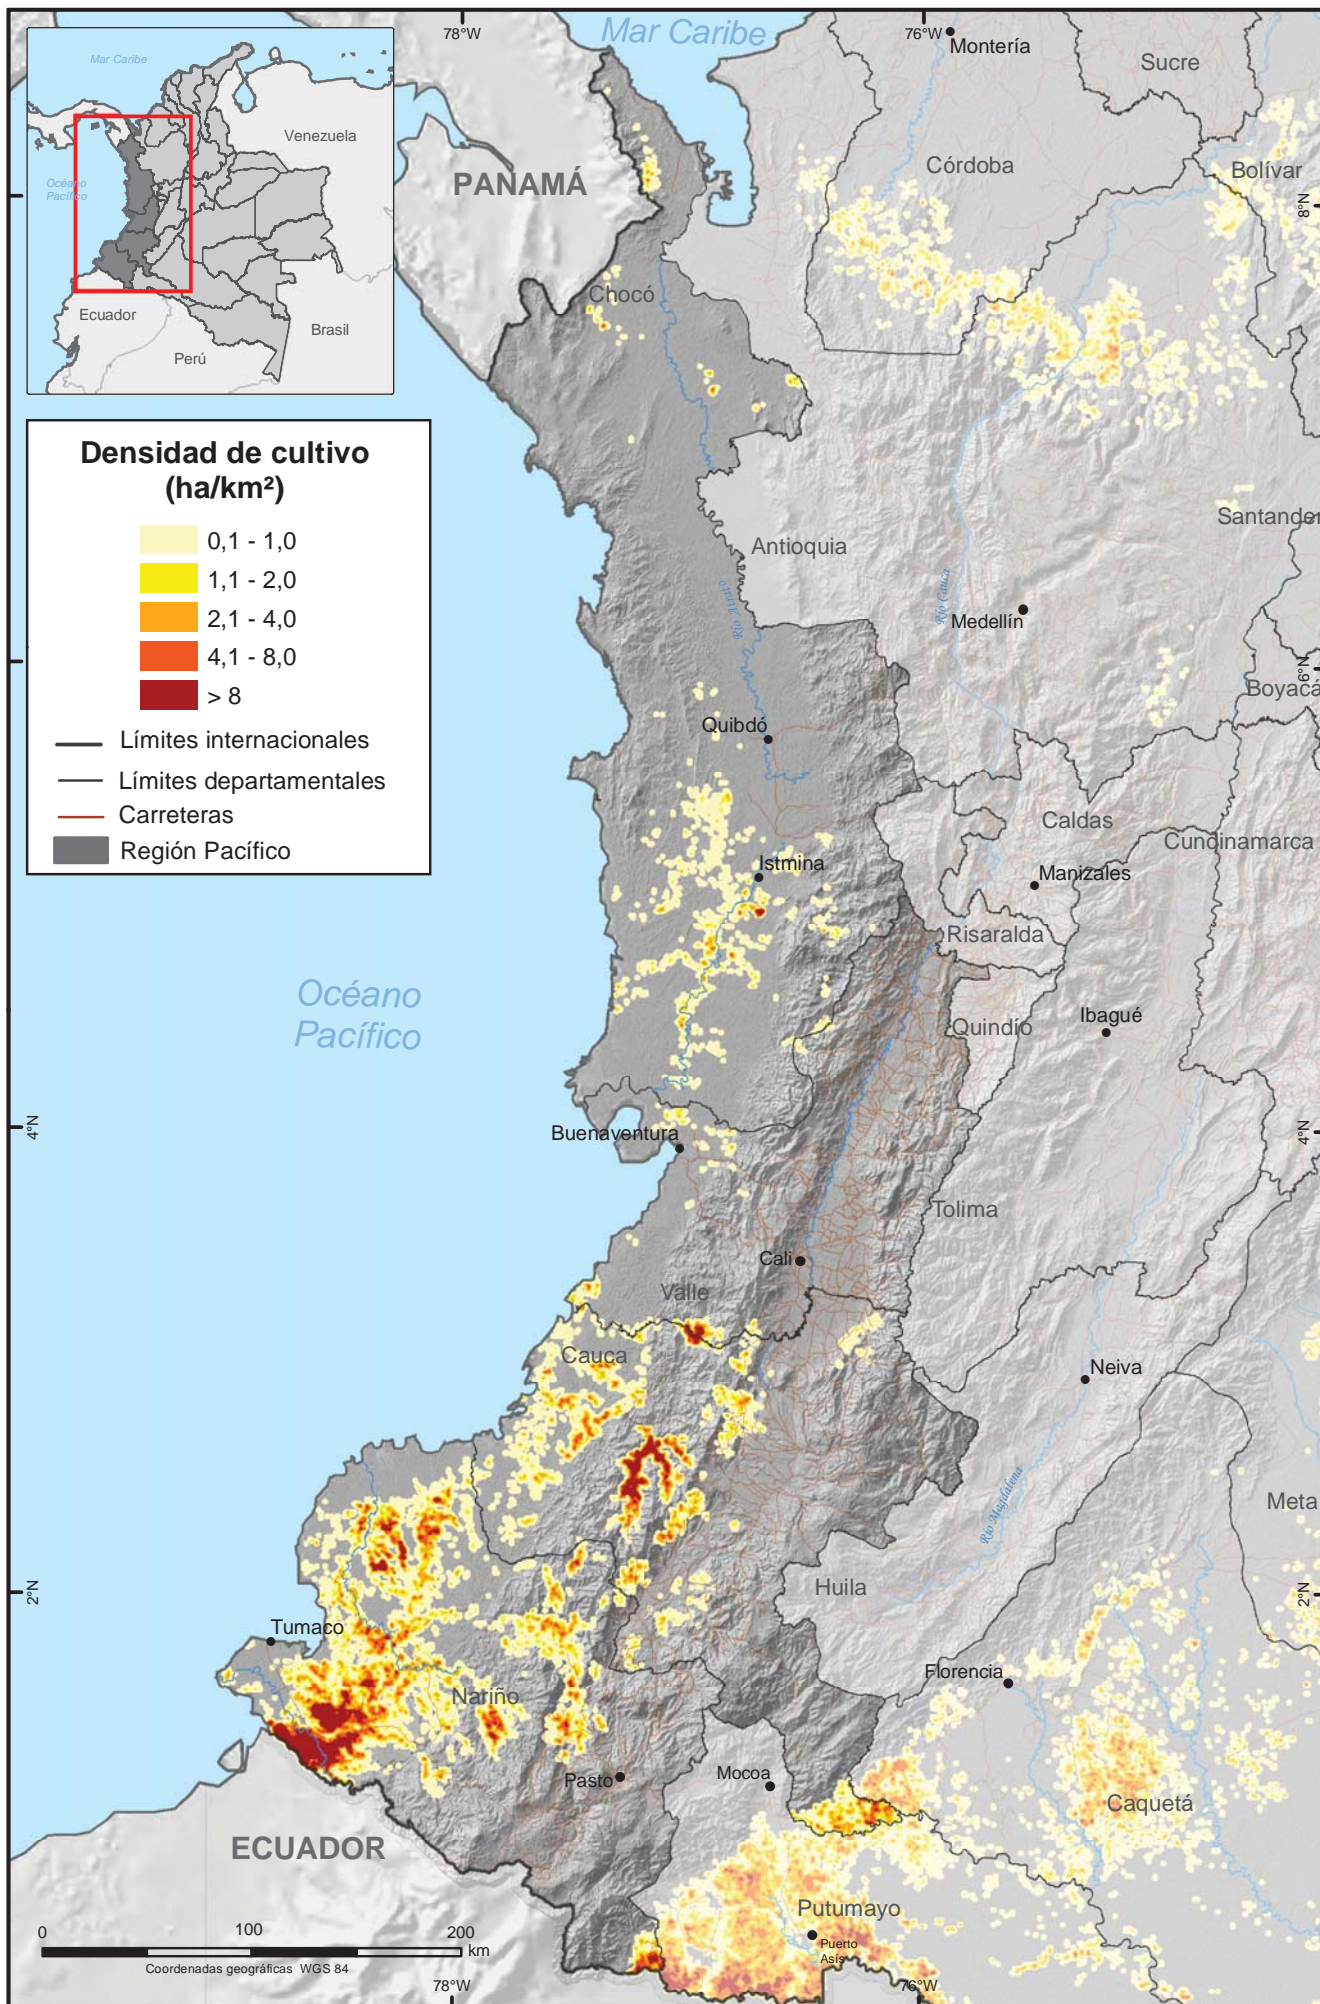 78°W
Mar Caribe
76°W
Montería
Sucre
Mar Caribe
Venezuela
Océano
Pacífico
Ecuador
Perú
Brasil
PANAMÁ
Córdoba
Bolívar
8°N
Chocó
Densidad de cultivo
(ha/km²)
0,1 - 1,0
1,1 - 2,0
2,1 - 4,0
4,1 - 8,0
> 8
Límites internacionales
Límites departamentales
Carreteras
Región Pacífico
Santander
Antioquia
Río Atrato
Río Cauca
Medellín
6°N
Boyacá
Quibdó
Caldas
Cundinamarca
Istmina
Manizales
Risaralda
Océano
Pacífico
Quindío
Ibagué
4°N
Buenaventura
4°N
Tolima
Cali
Valle
Cauca
Neiva
Río Magdalena
Meta
2°N
Huila
2°N
Tumaco
Florencia
Nariño
Pasto
Mocoa
Caquetá
ECUADOR
Putumayo
Puerto
Asís
0
100
200
km
Coordenadas geográficas WGS 84
78°W
76°W